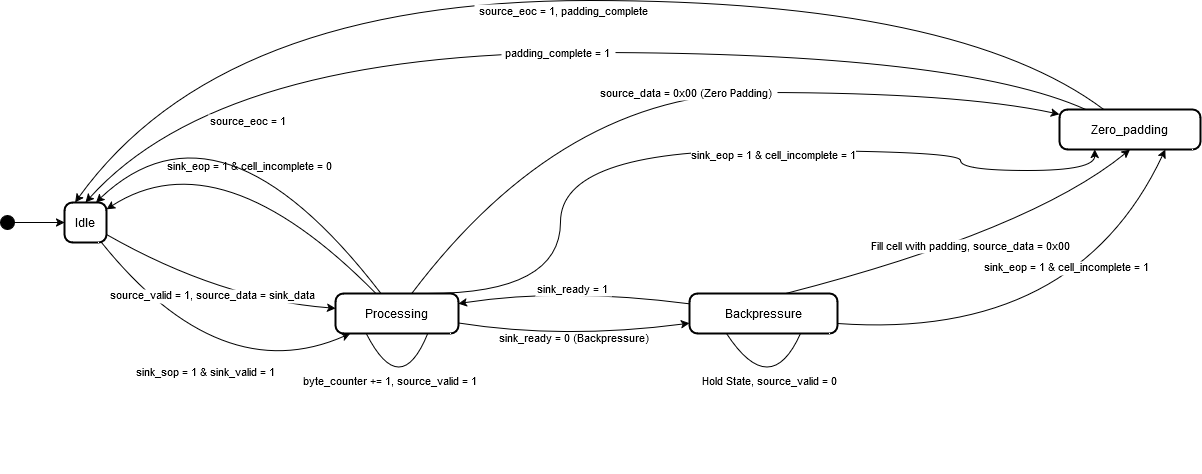 source_eoc = 1, padding_complete
padding_complete = 1
source_data = 0x00 (Zero Padding)
source_eoc = 1
Zero_padding
sink_eop = 1 & cell_incomplete = 1
sink_eop = 1 & cell_incomplete = 0
Idle
Fill cell with padding, source_data = 0x00
sink_eop = 1 & cell_incomplete = 1
sink_ready = 1
source_valid = 1, source_data = sink_data
Processing
Backpressure
sink_ready = 0 (Backpressure)
sink_sop = 1 & sink_valid = 1
byte_counter += 1, source_valid = 1
Hold State, source_valid = 0